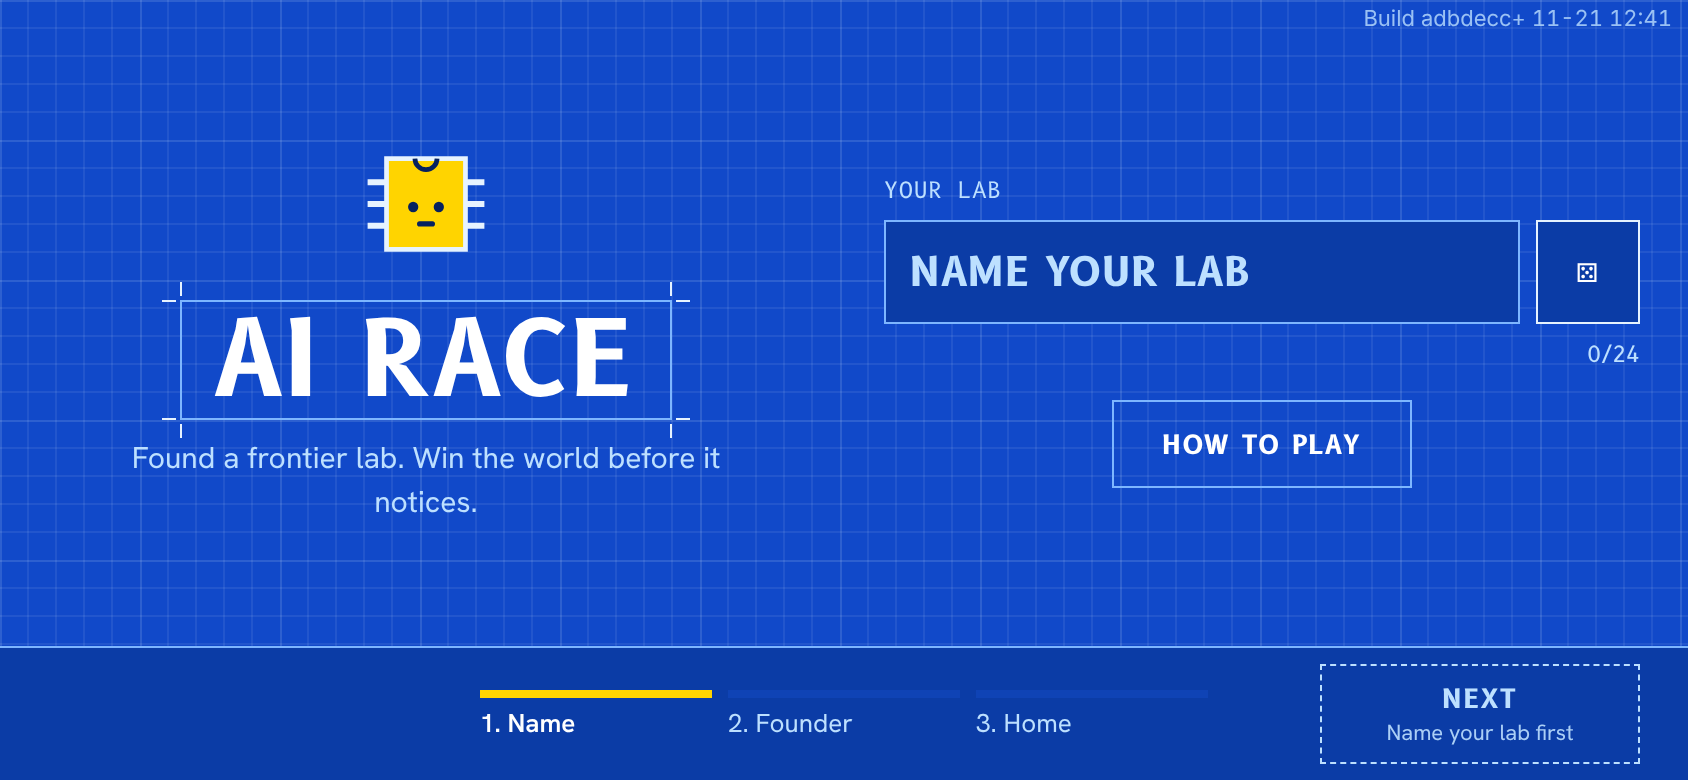 Build adbdecc+ 11-21 12:41
AI RACE
Found a frontier lab. Win the world before it
notices.
YOUR LAB
NAME YOUR LAB
0/24
HOW TO PLAY
1. Name
2. Founder
3. Home
NEXT
Name your lab first